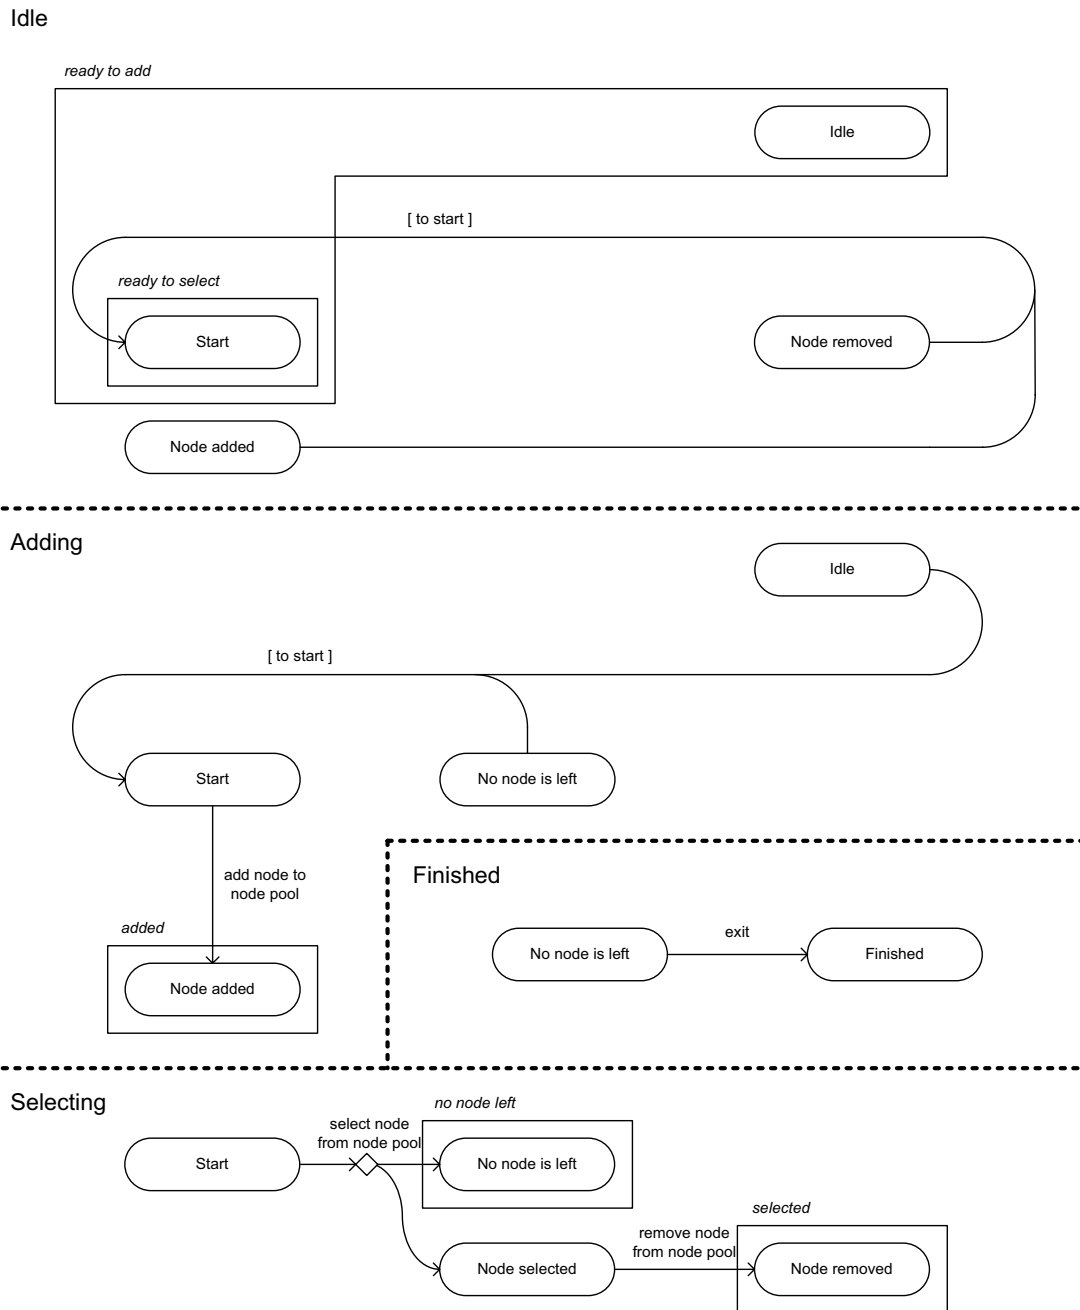 Idle
ready to add
Idle
[ to start ]
ready to select
Start
Node removed
Node added
Adding
Idle
[ to start ]
Start
No node is left
add node to
node pool
added
Node added
Finished
No node is left
exit
Finished
Selecting
no node left
select node
from node pool
Start
No node is left
selected
remove node
from node pool
Node selected
Node removed